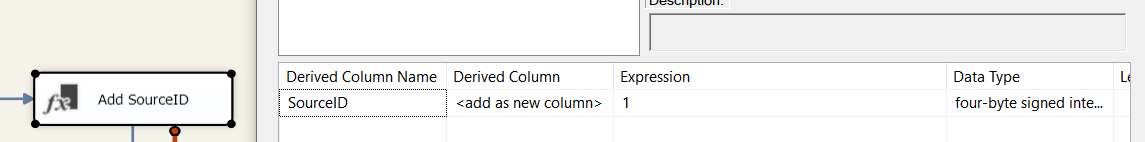 Description:
Add SourceID
Derived Column Name Derived Column Expression Data Type
SourceID <add as new column> 1 four-byte signed inte...